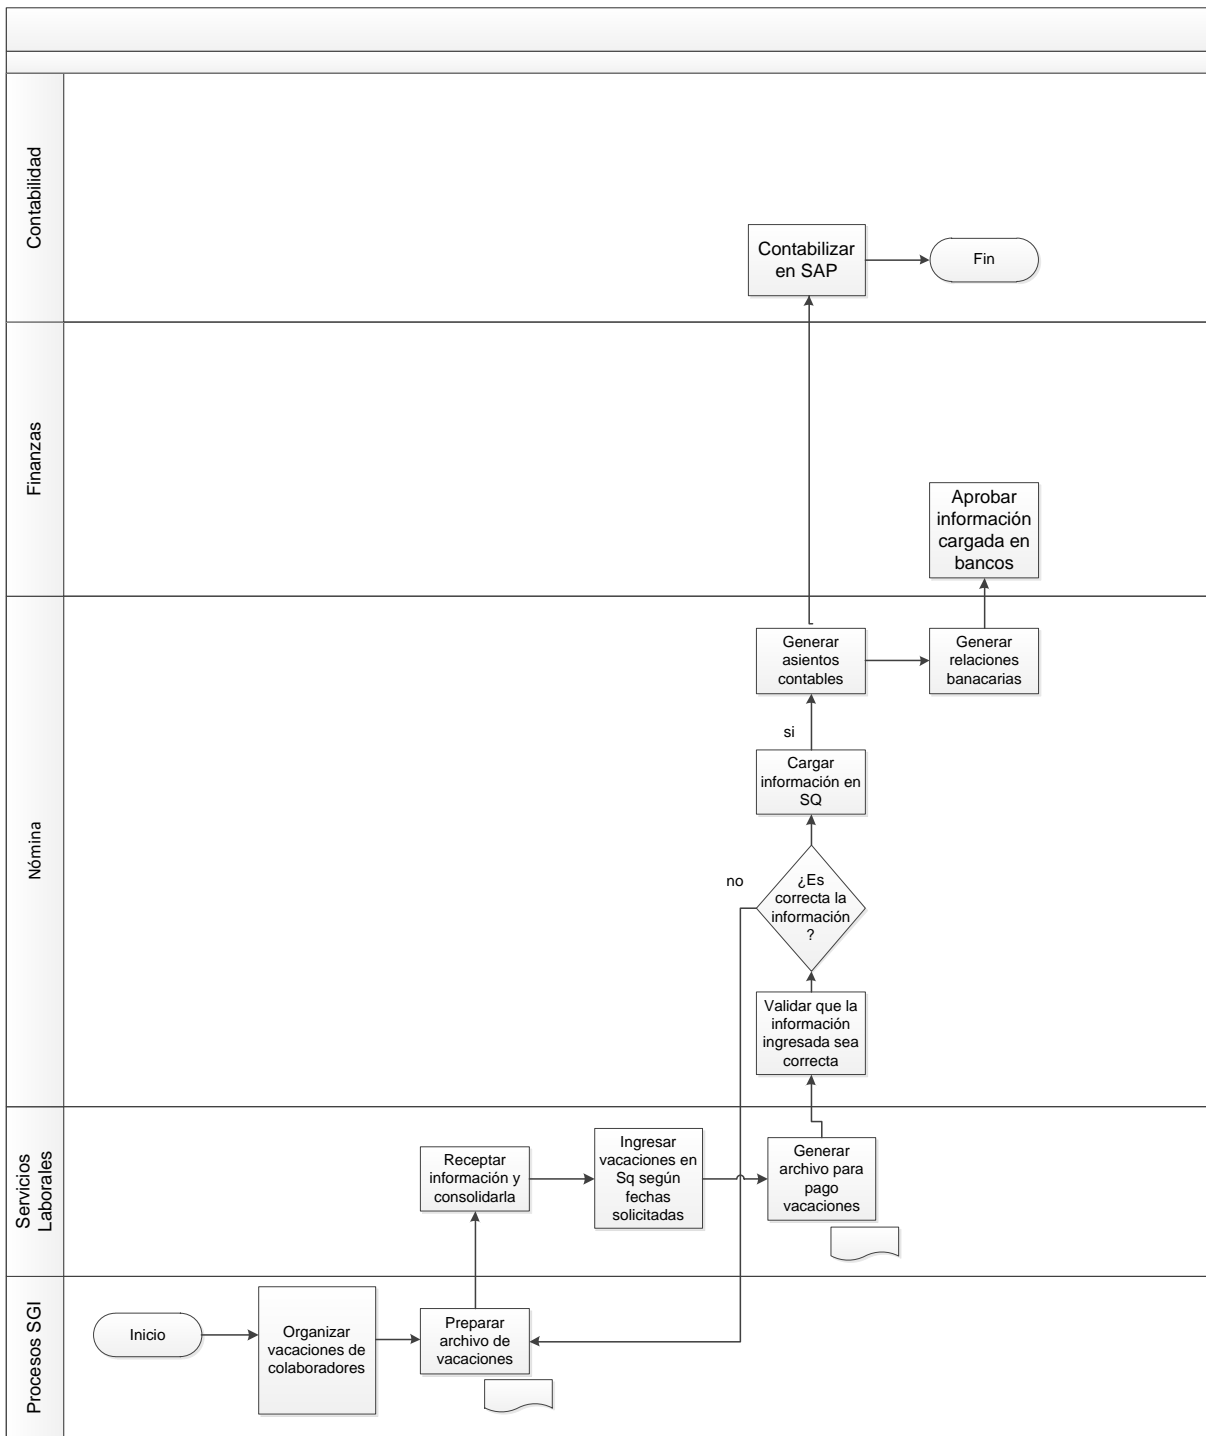 Contabilidad
Contabilizar
en SAP
Fin
Finanzas
Aprobar
información
cargada en
bancos
Nómina
Generar
asientos
contables
Generar
relaciones
banacarias
si
Cargar
información en
SQ
no
¿Es
correcta la
información
?
Validar que la
información
ingresada sea
correcta
Servicios
Laborales
Receptar
información y
consolidarla
Ingresar
vacaciones en
Sq según
fechas
solicitadas
Generar
archivo para
pago
vacaciones
Procesos SGI
Inicio
Organizar
vacaciones de
colaboradores
Preparar
archivo de
vacaciones